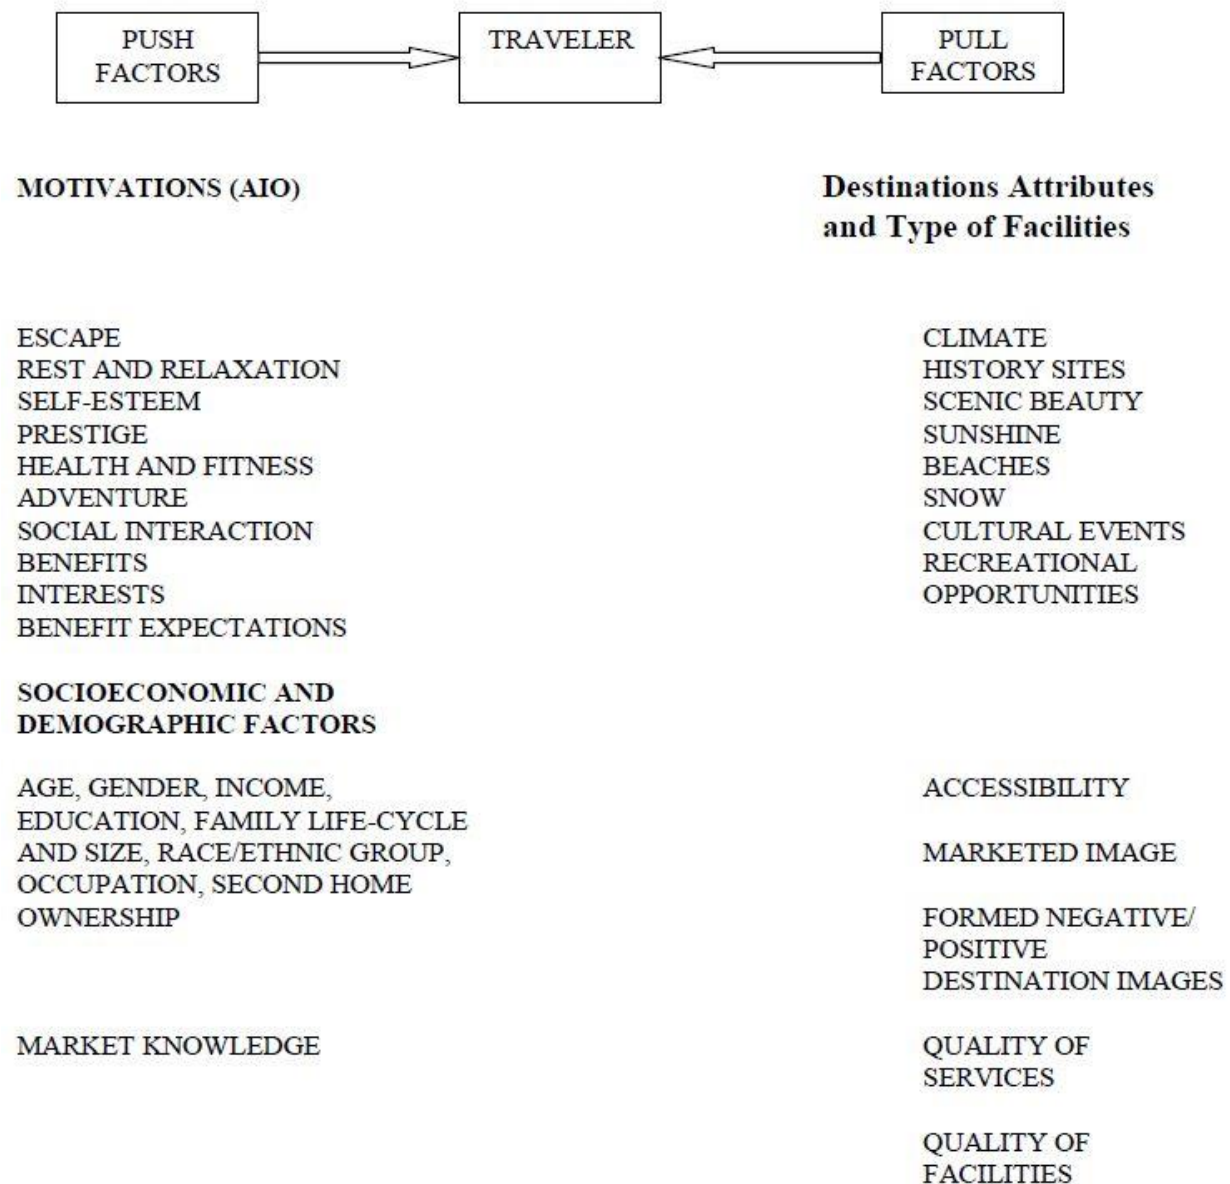 PUSH
FACTORS
TRAVELER
PULL
FACTORS
MOTIVATIONS (AIO)
Destinations Attributes
and Type of Facilities
ESCAPE
REST AND RELAXATION
SELF-ESTEEM
PRESTIGE
HEALTH AND FITNESS
ADVENTURE
SOCIAL INTERACTION
BENEFITS
INTERESTS
BENEFIT EXPECTATIONS
CLIMATE
HISTORY SITES
SCENIC BEAUTY
SUNSHINE
BEACHES
SNOW
CULTURAL EVENTS
RECREATIONAL
OPPORTUNITIES
SOCIOECONOMIC AND
DEMOGRAPHIC FACTORS
AGE, GENDER, INCOME,
EDUCATION, FAMILY LIFE-CYCLE
AND SIZE, RACE/ETHNIC GROUP,
OCCUPATION, SECOND HOME
OWNERSHIP
MARKET KNOWLEDGE
ACCESSIBILITY
MARKETED IMAGE
FORMED NEGATIVE/
POSITIVE
DESTINATION IMAGES
QUALITY OF
SERVICES
QUALITY OF
FACILITIES